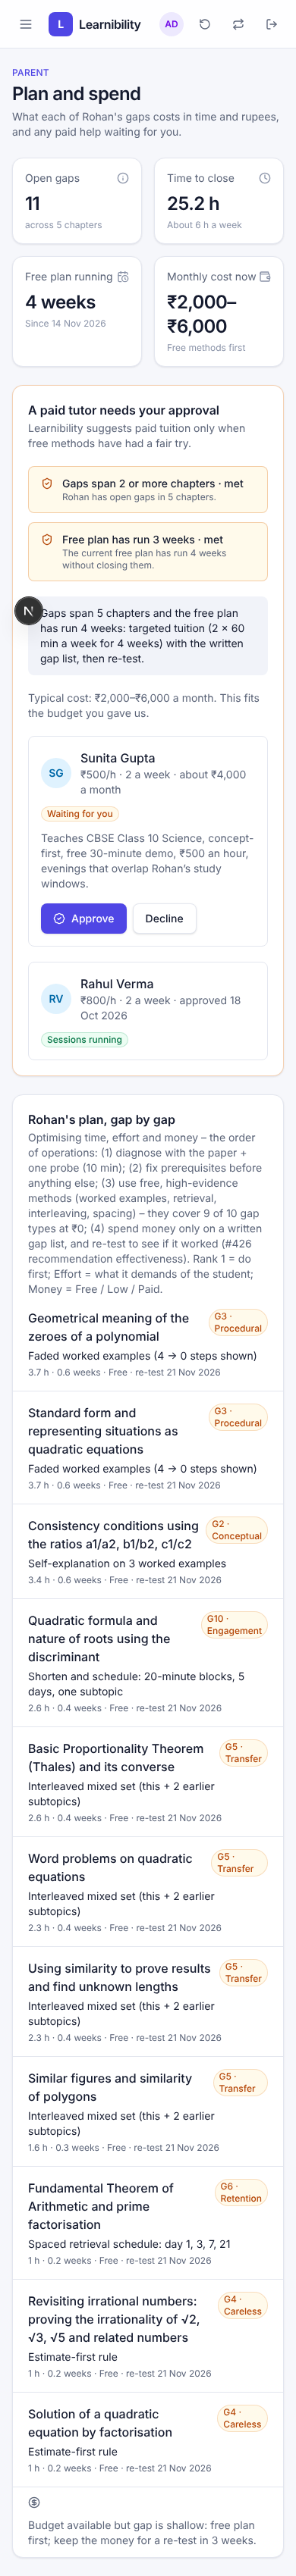 L Learnibility AD
PARENT
Plan and spend
What each of Rohan's gaps costs in time and rupees,
and any paid help waiting for you.
Open gaps
11
across 5 chapters
Time to close
25.2 h
About 6 h a week
Free plan running
4 weeks
Since 14 Nov 2026
Monthly cost now
₹2,000–
₹6,000
Free methods first
A paid tutor needs your approval
Learnibility suggests paid tuition only when
free methods have had a fair try.
Gaps span 2 or more chapters · met
Rohan has open gaps in 5 chapters.
Free plan has run 3 weeks · met
The current free plan has run 4 weeks
without closing them.
N
Gaps span 5 chapters and the free plan
has run 4 weeks: targeted tuition (2 × 60
min a week for 4 weeks) with the written
gap list, then re-test.
Typical cost: ₹2,000–₹6,000 a month. This fits
the budget you gave us.
SG
Sunita Gupta
₹500/h · 2 a week · about ₹4,000
a month
Waiting for you
Teaches CBSE Class 10 Science, concept-
first, free 30-minute demo, ₹500 an hour,
evenings that overlap Rohan's study
windows.
Approve
Decline
RV
Rahul Verma
₹800/h · 2 a week · approved 18
Oct 2026
Sessions running
Rohan's plan, gap by gap
Optimising time, effort and money – the order
of operations: (1) diagnose with the paper +
one probe (10 min); (2) fix prerequisites before
anything else; (3) use free, high-evidence
methods (worked examples, retrieval,
interleaving, spacing) – they cover 9 of 10 gap
types at ₹0; (4) spend money only on a written
gap list, and re-test to see if it worked (#426
recommendation effectiveness). Rank 1 = do
first; Effort = what it demands of the student;
Money = Free / Low / Paid.
Geometrical meaning of the
zeroes of a polynomial
G3 ·
Procedural
Faded worked examples (4 → 0 steps shown)
3.7 h · 0.6 weeks · Free · re-test 21 Nov 2026
Standard form and
representing situations as
quadratic equations
G3 ·
Procedural
Faded worked examples (4 → 0 steps shown)
3.7 h · 0.6 weeks · Free · re-test 21 Nov 2026
Consistency conditions using
the ratios a1/a2, b1/b2, c1/c2
G2 ·
Conceptual
Self-explanation on 3 worked examples
3.4 h · 0.6 weeks · Free · re-test 21 Nov 2026
Quadratic formula and
nature of roots using the
discriminant
G10 ·
Engagement
Shorten and schedule: 20-minute blocks, 5
days, one subtopic
2.6 h · 0.4 weeks · Free · re-test 21 Nov 2026
Basic Proportionality Theorem
(Thales) and its converse
G5 ·
Transfer
Interleaved mixed set (this + 2 earlier
subtopics)
2.6 h · 0.4 weeks · Free · re-test 21 Nov 2026
Word problems on quadratic
equations
G5 ·
Transfer
Interleaved mixed set (this + 2 earlier
subtopics)
2.3 h · 0.4 weeks · Free · re-test 21 Nov 2026
Using similarity to prove results
and find unknown lengths
G5 ·
Transfer
Interleaved mixed set (this + 2 earlier
subtopics)
2.3 h · 0.4 weeks · Free · re-test 21 Nov 2026
Similar figures and similarity
of polygons
G5 ·
Transfer
Interleaved mixed set (this + 2 earlier
subtopics)
1.6 h · 0.3 weeks · Free · re-test 21 Nov 2026
Fundamental Theorem of
Arithmetic and prime
factorisation
G6 ·
Retention
Spaced retrieval schedule: day 1, 3, 7, 21
1 h · 0.2 weeks · Free · re-test 21 Nov 2026
Revisiting irrational numbers:
proving the irrationality of √2,
√3, √5 and related numbers
G4 ·
Careless
Estimate-first rule
1 h · 0.2 weeks · Free · re-test 21 Nov 2026
Solution of a quadratic
equation by factorisation
G4 ·
Careless
Estimate-first rule
1 h · 0.2 weeks · Free · re-test 21 Nov 2026
Budget available but gap is shallow: free plan
first; keep the money for a re-test in 3 weeks.